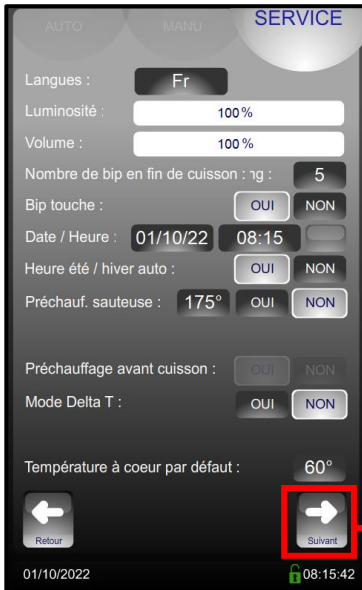 AUTO MANU SERVICE
Langues : Fr
Luminosité : 100 %
Volume : 100 %
Nombre de bip en fin de cuisson : ng : 5
Bip touche : OUI NON
Date / Heure : 01/10/22 08:15
Heure été / hiver auto : OUI NON
Préchauf. sauteuse : 175° OUI NON
Préchauffage avant cuisson : OUI NON
Mode Delta T : OUI NON
Température à coeur par défaut : 60°
Retour Suivant
01/10/2022 08:15:42